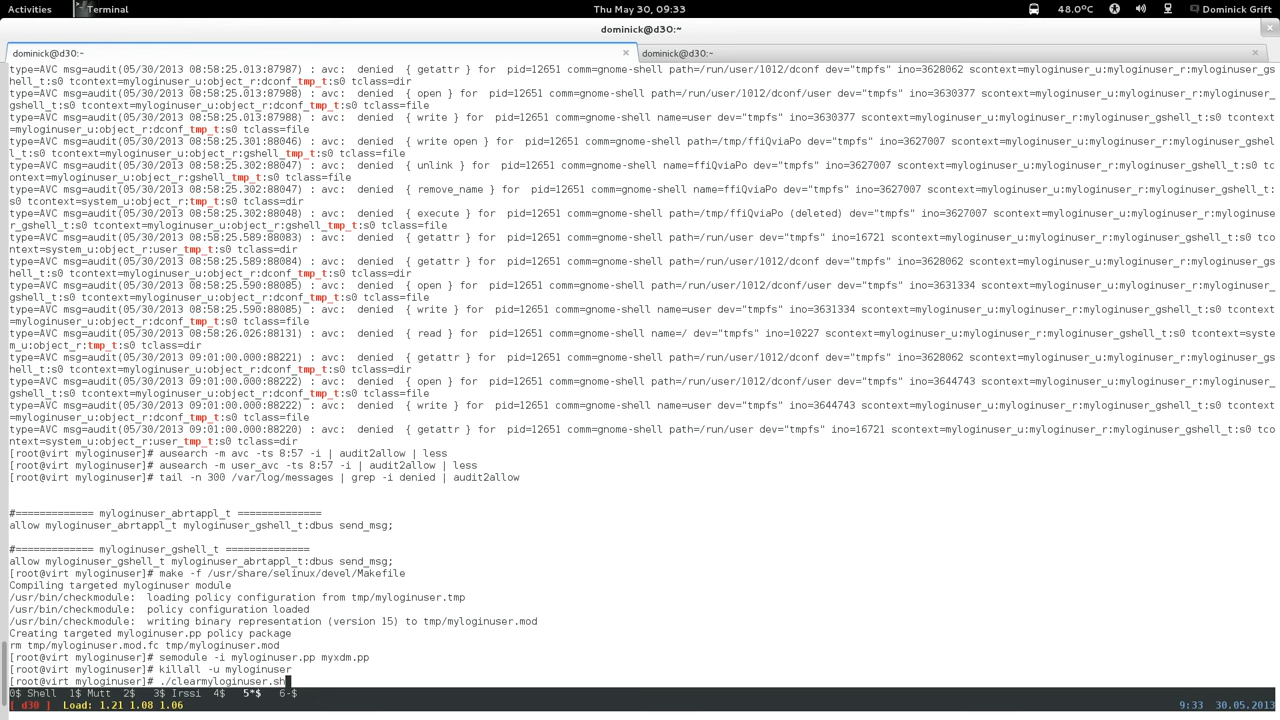 Activities Terminal Thu May 30, 09:33 48.0°C Dominick Grift
dominick@d30:~
dominick@d30:~ × dominick@d30:~ ×
type=AVC msg=audit(05/30/2013 08:58:25.013:87987) : avc:  denied  { getattr } for  pid=12651 comm=gnome-shell path=/run/user/1012/dconf dev="tmpfs" ino=3628062 scontext=myloginuser_u:myloginuser_r:myloginuser_gs
hell_t:s0 tcontext=myloginuser_u:object_r:dconf_tmp_t:s0 tclass=dir
type=AVC msg=audit(05/30/2013 08:58:25.013:87988) : avc:  denied  { open } for  pid=12651 comm=gnome-shell path=/run/user/1012/dconf/user dev="tmpfs" ino=3630377 scontext=myloginuser_u:myloginuser_r:myloginuser_
gshell_t:s0 tcontext=myloginuser_u:object_r:dconf_tmp_t:s0 tclass=file
type=AVC msg=audit(05/30/2013 08:58:25.013:87988) : avc:  denied  { write } for  pid=12651 comm=gnome-shell name=user dev="tmpfs" ino=3630377 scontext=myloginuser_u:myloginuser_r:myloginuser_gshell_t:s0 tcontext
=myloginuser_u:object_r:dconf_tmp_t:s0 tclass=file
type=AVC msg=audit(05/30/2013 08:58:25.301:88046) : avc:  denied  { write open } for  pid=12651 comm=gnome-shell path=/tmp/ffiQviaPo dev="tmpfs" ino=3627007 scontext=myloginuser_u:myloginuser_r:myloginuser_gshel
l_t:s0 tcontext=myloginuser_u:object_r:gshell_tmp_t:s0 tclass=file
type=AVC msg=audit(05/30/2013 08:58:25.302:88047) : avc:  denied  { unlink } for  pid=12651 comm=gnome-shell name=ffiQviaPo dev="tmpfs" ino=3627007 scontext=myloginuser_u:myloginuser_r:myloginuser_gshell_t:s0 tc
ontext=myloginuser_u:object_r:gshell_tmp_t:s0 tclass=file
type=AVC msg=audit(05/30/2013 08:58:25.302:88047) : avc:  denied  { remove_name } for  pid=12651 comm=gnome-shell name=ffiQviaPo dev="tmpfs" ino=3627007 scontext=myloginuser_u:myloginuser_r:myloginuser_gshell_t:
s0 tcontext=system_u:object_r:tmp_t:s0 tclass=dir
type=AVC msg=audit(05/30/2013 08:58:25.302:88048) : avc:  denied  { execute } for  pid=12651 comm=gnome-shell path=/tmp/ffiQviaPo (deleted) dev="tmpfs" ino=3627007 scontext=myloginuser_u:myloginuser_r:myloginuse
r_gshell_t:s0 tcontext=myloginuser_u:object_r:gshell_tmp_t:s0 tclass=file
type=AVC msg=audit(05/30/2013 08:58:25.589:88083) : avc:  denied  { getattr } for  pid=12651 comm=gnome-shell path=/run/user dev="tmpfs" ino=16721 scontext=myloginuser_u:myloginuser_r:myloginuser_gshell_t:s0 tco
ntext=system_u:object_r:user_tmp_t:s0 tclass=dir
type=AVC msg=audit(05/30/2013 08:58:25.589:88084) : avc:  denied  { getattr } for  pid=12651 comm=gnome-shell path=/run/user/1012/dconf dev="tmpfs" ino=3628062 scontext=myloginuser_u:myloginuser_r:myloginuser_gs
hell_t:s0 tcontext=myloginuser_u:object_r:dconf_tmp_t:s0 tclass=dir
type=AVC msg=audit(05/30/2013 08:58:25.590:88085) : avc:  denied  { open } for  pid=12651 comm=gnome-shell path=/run/user/1012/dconf/user dev="tmpfs" ino=3631334 scontext=myloginuser_u:myloginuser_r:myloginuser_
gshell_t:s0 tcontext=myloginuser_u:object_r:dconf_tmp_t:s0 tclass=file
type=AVC msg=audit(05/30/2013 08:58:25.590:88085) : avc:  denied  { write } for  pid=12651 comm=gnome-shell name=user dev="tmpfs" ino=3631334 scontext=myloginuser_u:myloginuser_r:myloginuser_gshell_t:s0 tcontext
=myloginuser_u:object_r:dconf_tmp_t:s0 tclass=file
type=AVC msg=audit(05/30/2013 08:58:26.026:88131) : avc:  denied  { read } for  pid=12651 comm=gnome-shell name=/ dev="tmpfs" ino=10227 scontext=myloginuser_u:myloginuser_r:myloginuser_gshell_t:s0 tcontext=syste
m_u:object_r:tmp_t:s0 tclass=dir
type=AVC msg=audit(05/30/2013 09:01:00.000:88221) : avc:  denied  { getattr } for  pid=12651 comm=gnome-shell path=/run/user/1012/dconf dev="tmpfs" ino=3628062 scontext=myloginuser_u:myloginuser_r:myloginuser_gs
hell_t:s0 tcontext=myloginuser_u:object_r:dconf_tmp_t:s0 tclass=dir
type=AVC msg=audit(05/30/2013 09:01:00.000:88222) : avc:  denied  { open } for  pid=12651 comm=gnome-shell path=/run/user/1012/dconf/user dev="tmpfs" ino=3644743 scontext=myloginuser_u:myloginuser_r:myloginuser_
gshell_t:s0 tcontext=myloginuser_u:object_r:dconf_tmp_t:s0 tclass=file
type=AVC msg=audit(05/30/2013 09:01:00.000:88222) : avc:  denied  { write } for  pid=12651 comm=gnome-shell name=user dev="tmpfs" ino=3644743 scontext=myloginuser_u:myloginuser_r:myloginuser_gshell_t:s0 tcontext
=myloginuser_u:object_r:dconf_tmp_t:s0 tclass=file
type=AVC msg=audit(05/30/2013 09:01:00.000:88220) : avc:  denied  { getattr } for  pid=12651 comm=gnome-shell path=/run/user dev="tmpfs" ino=16721 scontext=myloginuser_u:myloginuser_r:myloginuser_gshell_t:s0 tco
ntext=system_u:object_r:user_tmp_t:s0 tclass=dir
[root@virt myloginuser]# ausearch -m avc -ts 8:57 -i | audit2allow | less
[root@virt myloginuser]# ausearch -m user_avc -ts 8:57 -i | audit2allow | less
[root@virt myloginuser]# tail -n 300 /var/log/messages | grep -i denied | audit2allow
#============= myloginuser_abrtappl_t ==============
allow myloginuser_abrtappl_t myloginuser_gshell_t:dbus send_msg;
#============= myloginuser_gshell_t ==============
allow myloginuser_gshell_t myloginuser_abrtappl_t:dbus send_msg;
[root@virt myloginuser]# make -f /usr/share/selinux/devel/Makefile
Compiling targeted myloginuser module
/usr/bin/checkmodule:  loading policy configuration from tmp/myloginuser.tmp
/usr/bin/checkmodule:  policy configuration loaded
/usr/bin/checkmodule:  writing binary representation (version 15) to tmp/myloginuser.mod
Creating targeted myloginuser.pp policy package
rm tmp/myloginuser.mod.fc tmp/myloginuser.mod
[root@virt myloginuser]# semodule -i myloginuser.pp myxdm.pp
[root@virt myloginuser]# killall -u myloginuser
[root@virt myloginuser]# ./clearmyloginuser.sh
0$ Shell  1$ Mutt  2$  3$ Irssi  4$  5*$  6-$
[ d30 ]  Load: 1.21 1.08 1.06 9:33  30.05.2013